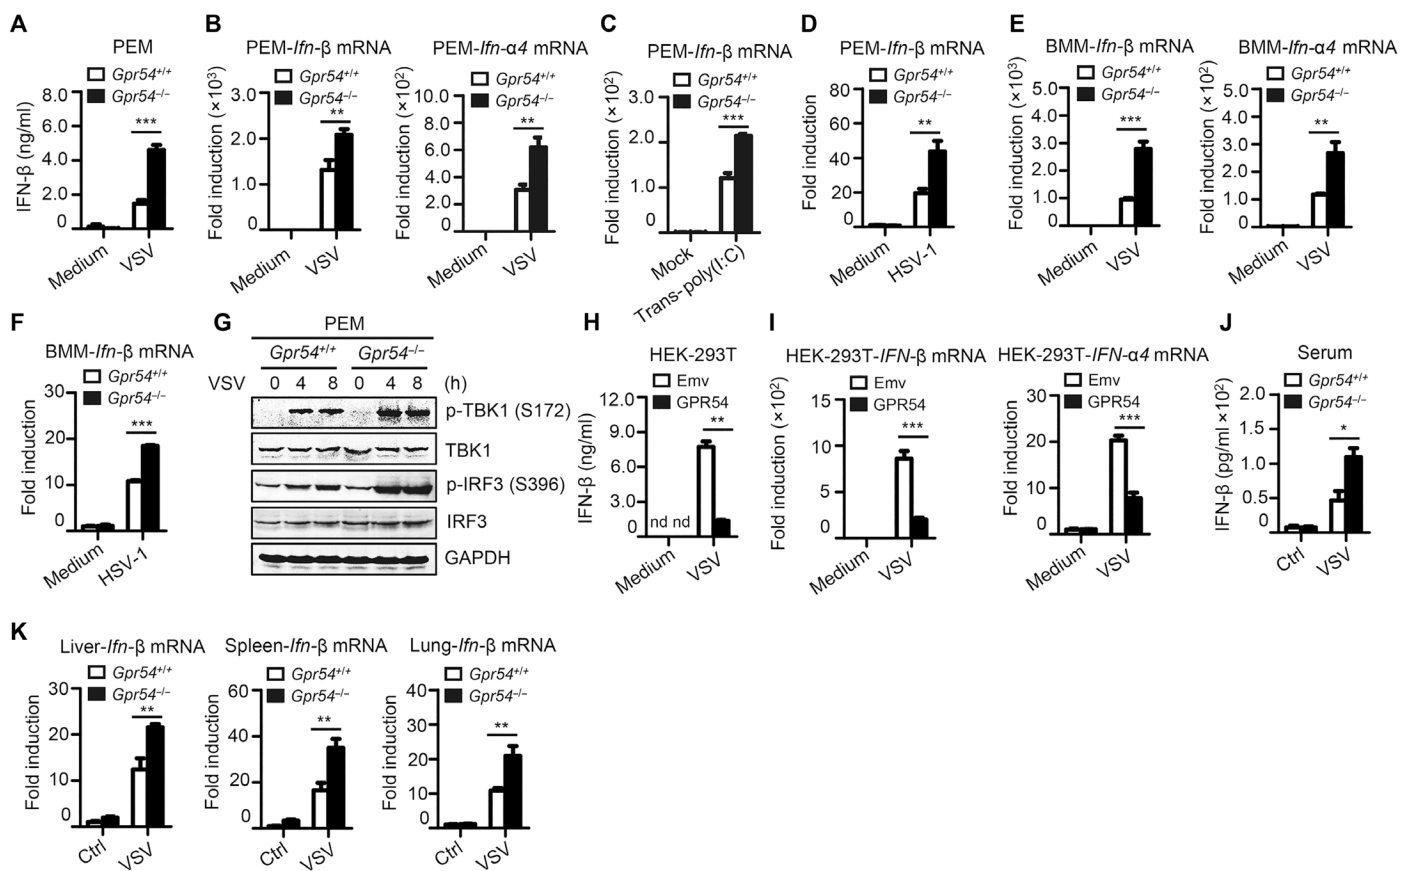 A
PEM
Gpr54+/+
Gpr54–/–
IFN-β (ng/ml)
8.0
6.0
4.0
2.0
0
***
Medium
VSV
B
PEM-Ifn-β mRNA
Gpr54+/+
Gpr54–/–
Fold induction (×10³)
3.0
2.0
1.0
0
**
Medium
VSV
PEM-Ifn-α4 mRNA
Gpr54+/+
Gpr54–/–
Fold induction (×10²)
10.0
8.0
6.0
4.0
2.0
0
**
Medium
VSV
C
PEM-Ifn-β mRNA
Gpr54+/+
Gpr54–/–
Fold induction (×10²)
3.0
2.0
1.0
0
***
Mock
Trans-poly(I:C)
D
PEM-Ifn-β mRNA
Gpr54+/+
Gpr54–/–
Fold induction
80
60
40
20
0
**
Medium
HSV-1
E
BMM-Ifn-β mRNA
Gpr54+/+
Gpr54–/–
Fold induction (×10³)
5.0
4.0
3.0
2.0
1.0
0
***
Medium
VSV
BMM-Ifn-α4 mRNA
Gpr54+/+
Gpr54–/–
Fold induction (×10²)
5.0
4.0
3.0
2.0
1.0
0
**
Medium
VSV
F
BMM-Ifn-β mRNA
Gpr54+/+
Gpr54–/–
Fold induction
30
20
10
0
***
Medium
HSV-1
G
PEM
Gpr54+/+ Gpr54–/–
VSV 0 4 8 0 4 8 (h)
p-TBK1 (S172)
TBK1
p-IRF3 (S396)
IRF3
GAPDH
H
HEK-293T
Emv
GPR54
IFN-β (ng/ml)
12.0
9.0
6.0
3.0
0
nd nd
**
Medium
VSV
I
HEK-293T-IFN-β mRNA
Emv
GPR54
Fold induction (×10²)
15
10
5
0
***
Medium
VSV
HEK-293T-IFN-α4 mRNA
Emv
GPR54
Fold induction
30
20
10
0
***
Medium
VSV
J
Serum
Gpr54+/+
Gpr54–/–
IFN-β (pg/ml ×10²)
2.0
1.5
1.0
0.5
0
*
Ctrl
VSV
K
Liver-Ifn-β mRNA
Gpr54+/+
Gpr54–/–
Fold induction
30
20
10
0
**
Ctrl
VSV
Spleen-Ifn-β mRNA
Gpr54+/+
Gpr54–/–
Fold induction
60
40
20
0
**
Ctrl
VSV
Lung-Ifn-β mRNA
Gpr54+/+
Gpr54–/–
Fold induction
40
30
20
10
0
**
Ctrl
VSV